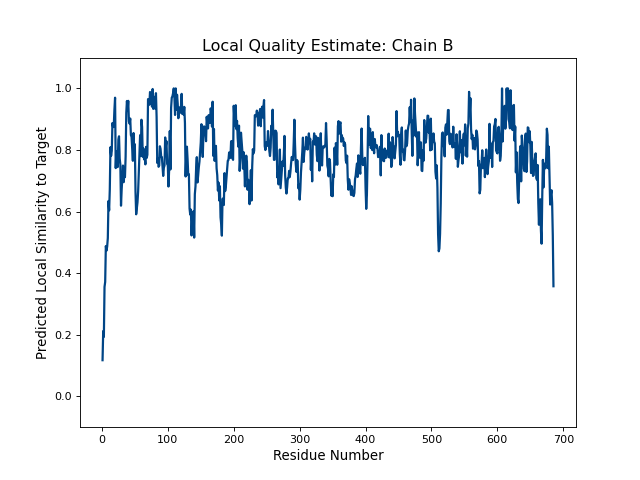 Local Quality Estimate: Chain B
Predicted Local Similarity to Target
1.0
0.8
0.6
0.4
0.2
0.0
0 100 200 300 400 500 600 700
Residue Number